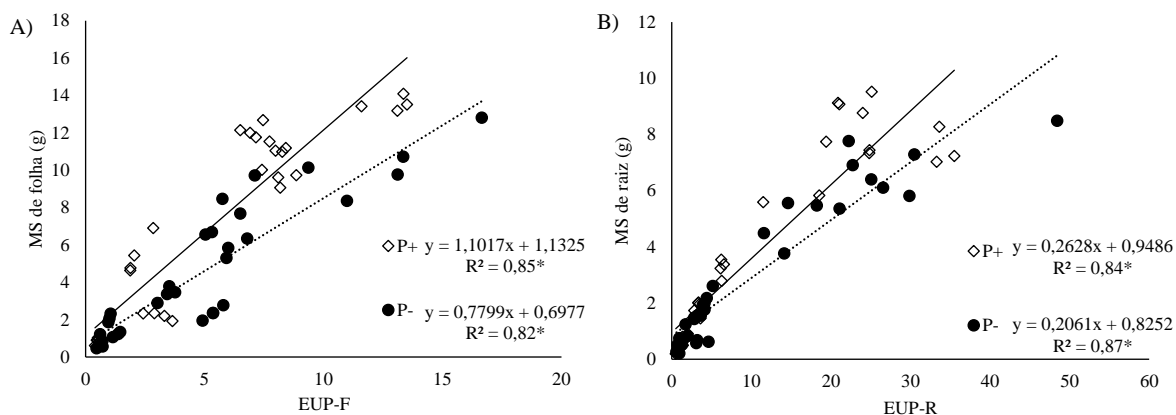 A)
MS de folha (g)
18
16
14
12
10
8
6
4
2
0
0 5 10 15 20
EUP-F
P+ y = 1,1017x + 1,1325
R² = 0,85*
P- y = 0,7799x + 0,6977
R² = 0,82*
B)
MS de raiz (g)
12
10
8
6
4
2
0
0 10 20 30 40 50 60
EUP-R
P+ y = 0,2628x + 0,9486
R² = 0,84*
P- y = 0,2061x + 0,8252
R² = 0,87*